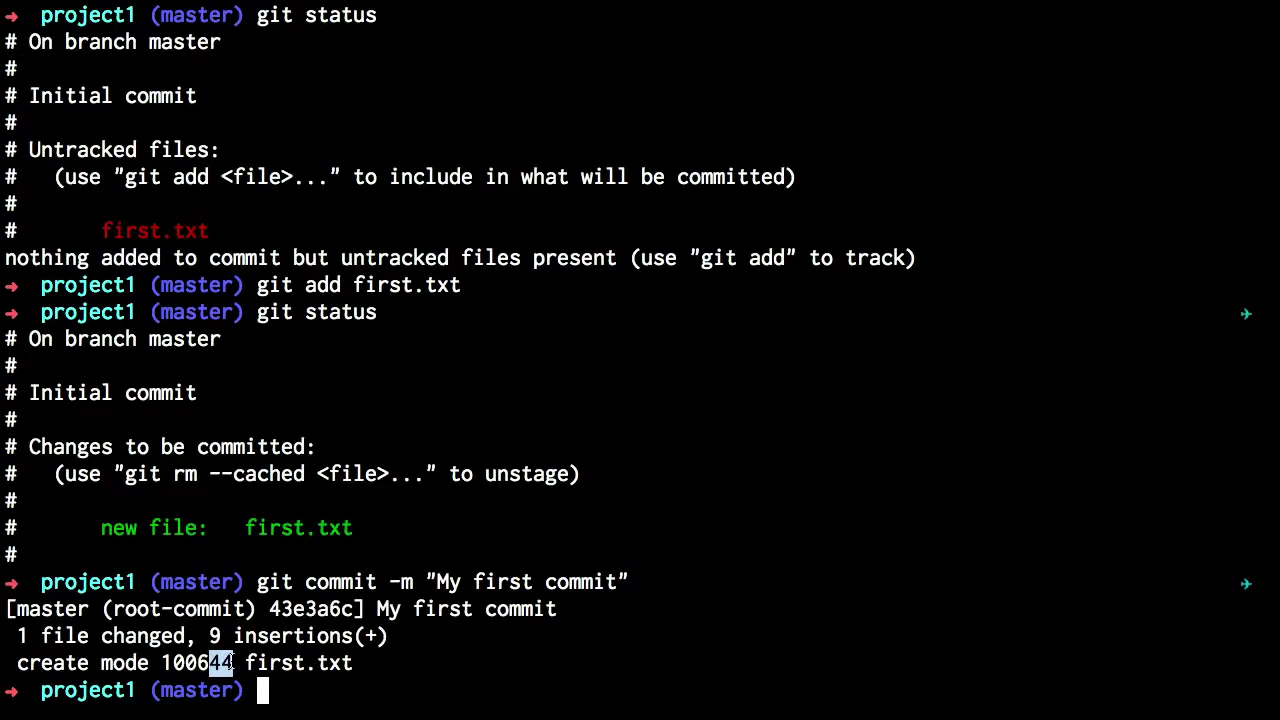 ➜ project1 (master) git status
# On branch master
#
# Initial commit
#
# Untracked files:
#   (use "git add <file>..." to include in what will be committed)
#
#       first.txt
nothing added to commit but untracked files present (use "git add" to track)
➜ project1 (master) git add first.txt
➜ project1 (master) git status ✈
# On branch master
#
# Initial commit
#
# Changes to be committed:
#   (use "git rm --cached <file>..." to unstage)
#
#       new file:   first.txt
#
➜ project1 (master) git commit -m "My first commit" ✈
[master (root-commit) 43e3a6c] My first commit
 1 file changed, 9 insertions(+)
 create mode 100644 first.txt
➜ project1 (master)